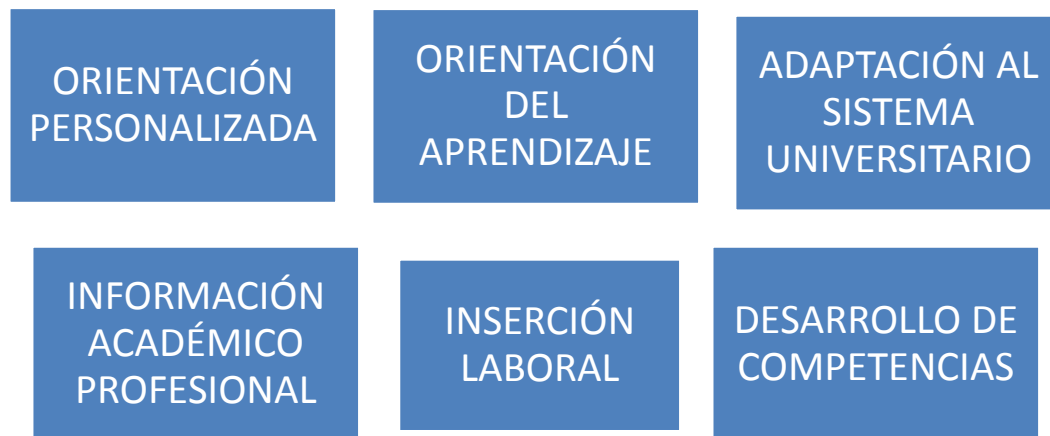 ORIENTACIÓN
PERSONALIZADA
ORIENTACIÓN
DEL
APRENDIZAJE
ADAPTACIÓN AL
SISTEMA
UNIVERSITARIO
INFORMACIÓN
ACADÉMICO
PROFESIONAL
INSERCIÓN
LABORAL
DESARROLLO DE
COMPETENCIAS